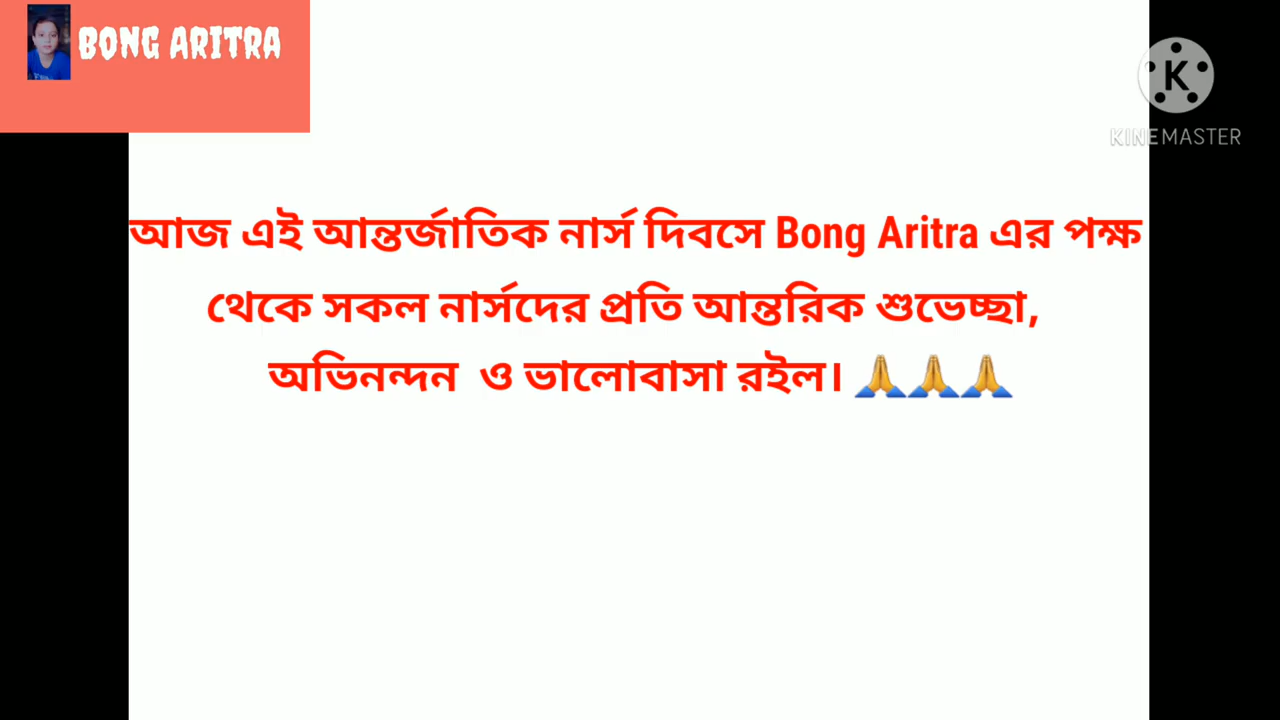 BONG ARITRA
K
KINEMASTER
আজ এই আন্তর্জাতিক নার্স দিবসে Bong Aritra এর পক্ষ
থেকে সকল নার্সদের প্রতি আন্তরিক শুভেচ্ছা,
অভিনন্দন ও ভালোবাসা রইল। 🙏🙏🙏